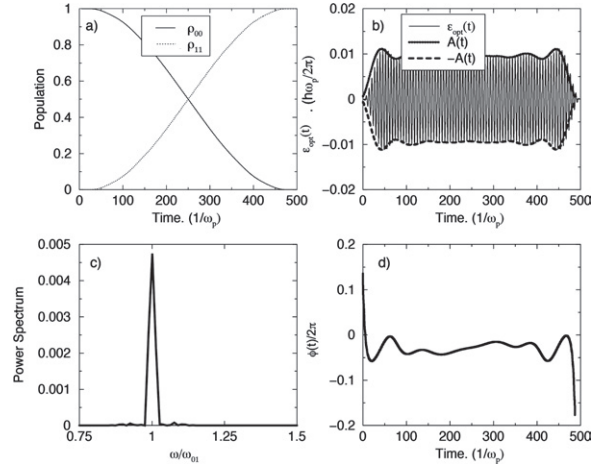 a)
ρ00
ρ11
Population
1
0.8
0.6
0.4
0.2
0
0 100 200 300 400 500
Time. (1/ωp)
b)
εopt(t)
A(t)
−A(t)
εopt(t) . (ħωp/2π)
0.02
0.01
0
−0.01
−0.02
0 100 200 300 400 500
Time. (1/ωp)
c)
Power Spectrum
0.005
0.004
0.003
0.002
0.001
0
0.75 1 1.25 1.5
ω/ω01
d)
ϕ(t)/2π
0.2
0.1
0
−0.1
−0.2
0 100 200 300 400 500
Time. (1/ωp)